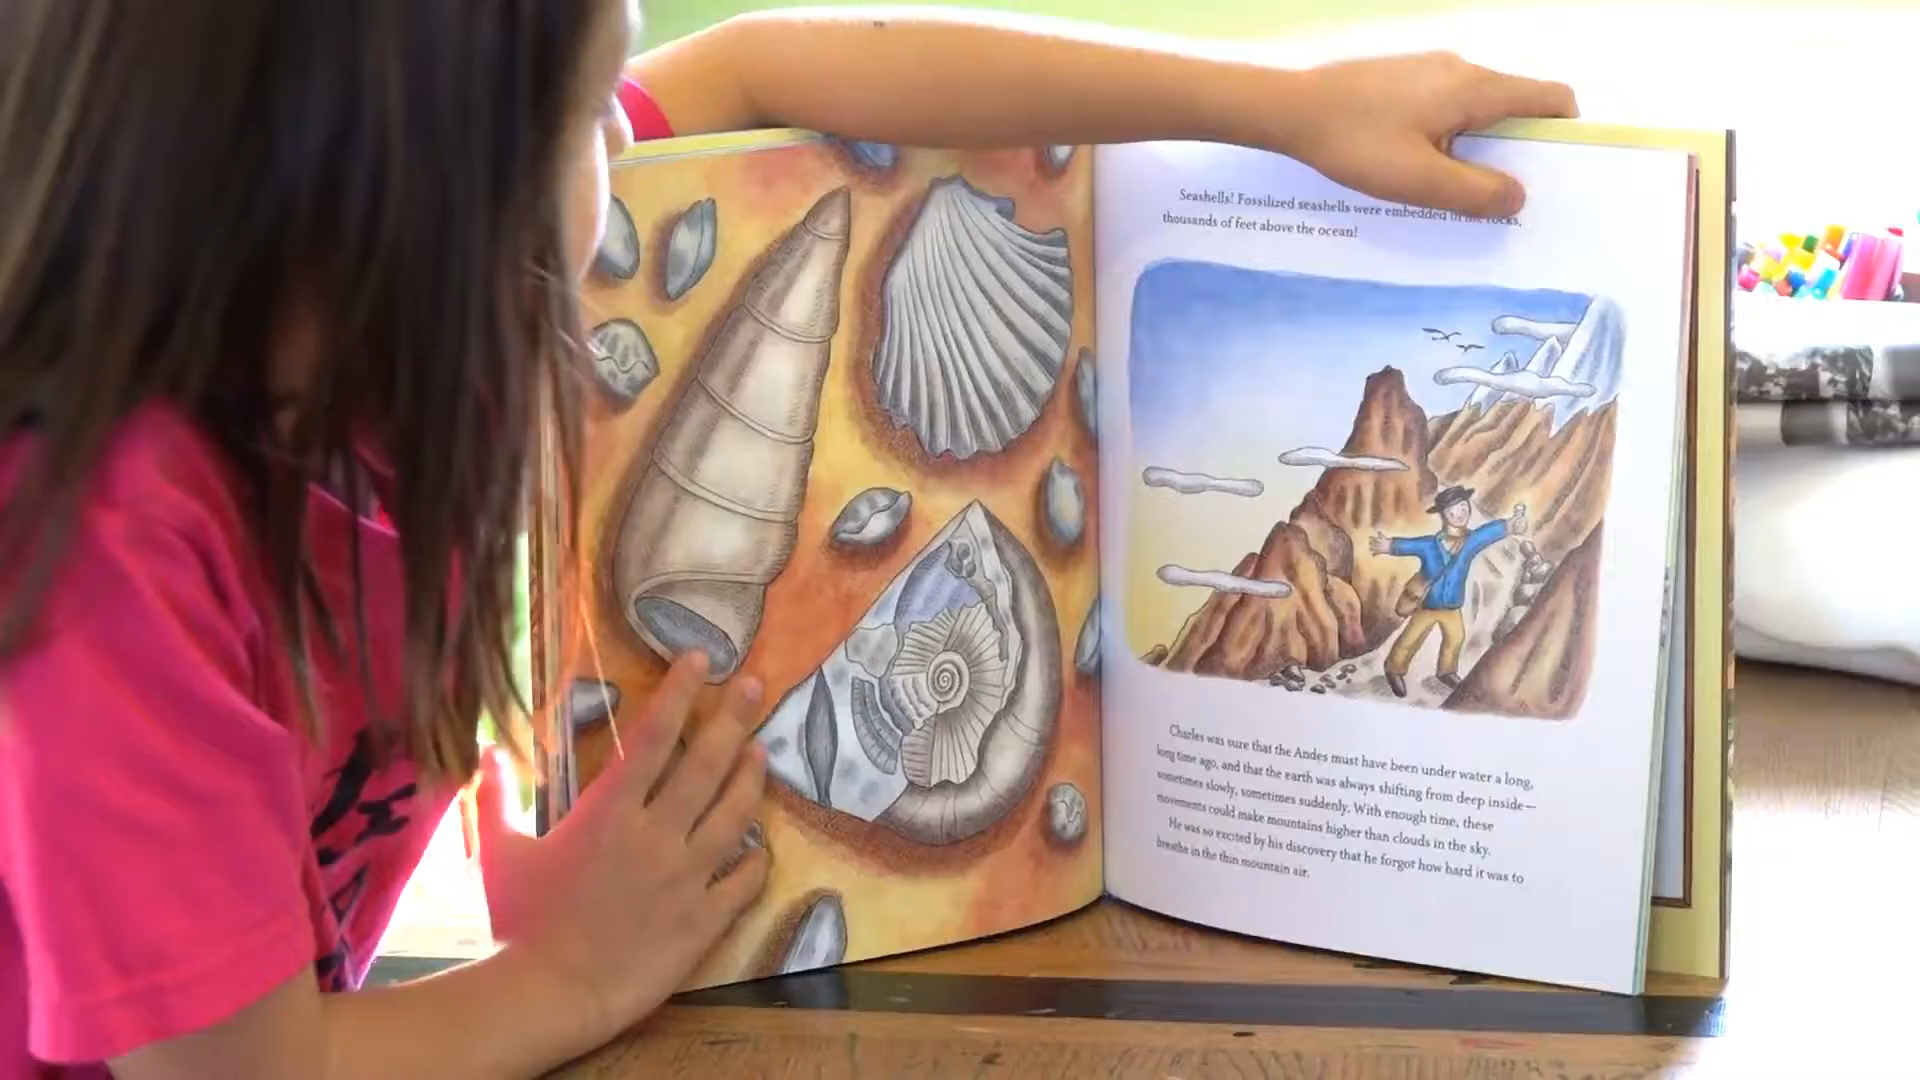 Seashells! Fossilized seashells were embedded in the rocks,
thousands of feet above the ocean!
Charles was sure that the Andes must have been under water a long,
long time ago, and that the earth was always shifting from deep inside—
sometimes slowly, sometimes suddenly. With enough time, these
movements could make mountains higher than clouds in the sky.
He was so excited by his discovery that he forgot how hard it was to
breathe in the thin mountain air.